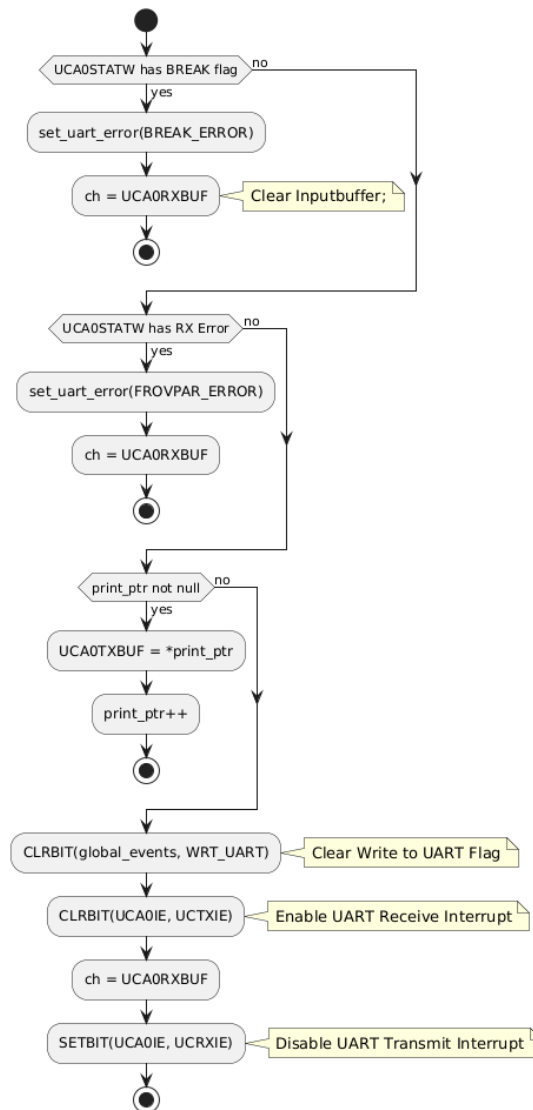 UCA0STATW has BREAK flag
no
yes
set_uart_error(BREAK_ERROR)
ch = UCA0RXBUF
Clear Inputbuffer;
UCA0STATW has RX Error
no
yes
set_uart_error(FROVPAR_ERROR)
ch = UCA0RXBUF
print_ptr not null
no
yes
UCA0TXBUF = *print_ptr
print_ptr++
CLRBIT(global_events, WRT_UART)
Clear Write to UART Flag
CLRBIT(UCA0IE, UCTXIE)
Enable UART Receive Interrupt
ch = UCA0RXBUF
SETBIT(UCA0IE, UCRXIE)
Disable UART Transmit Interrupt